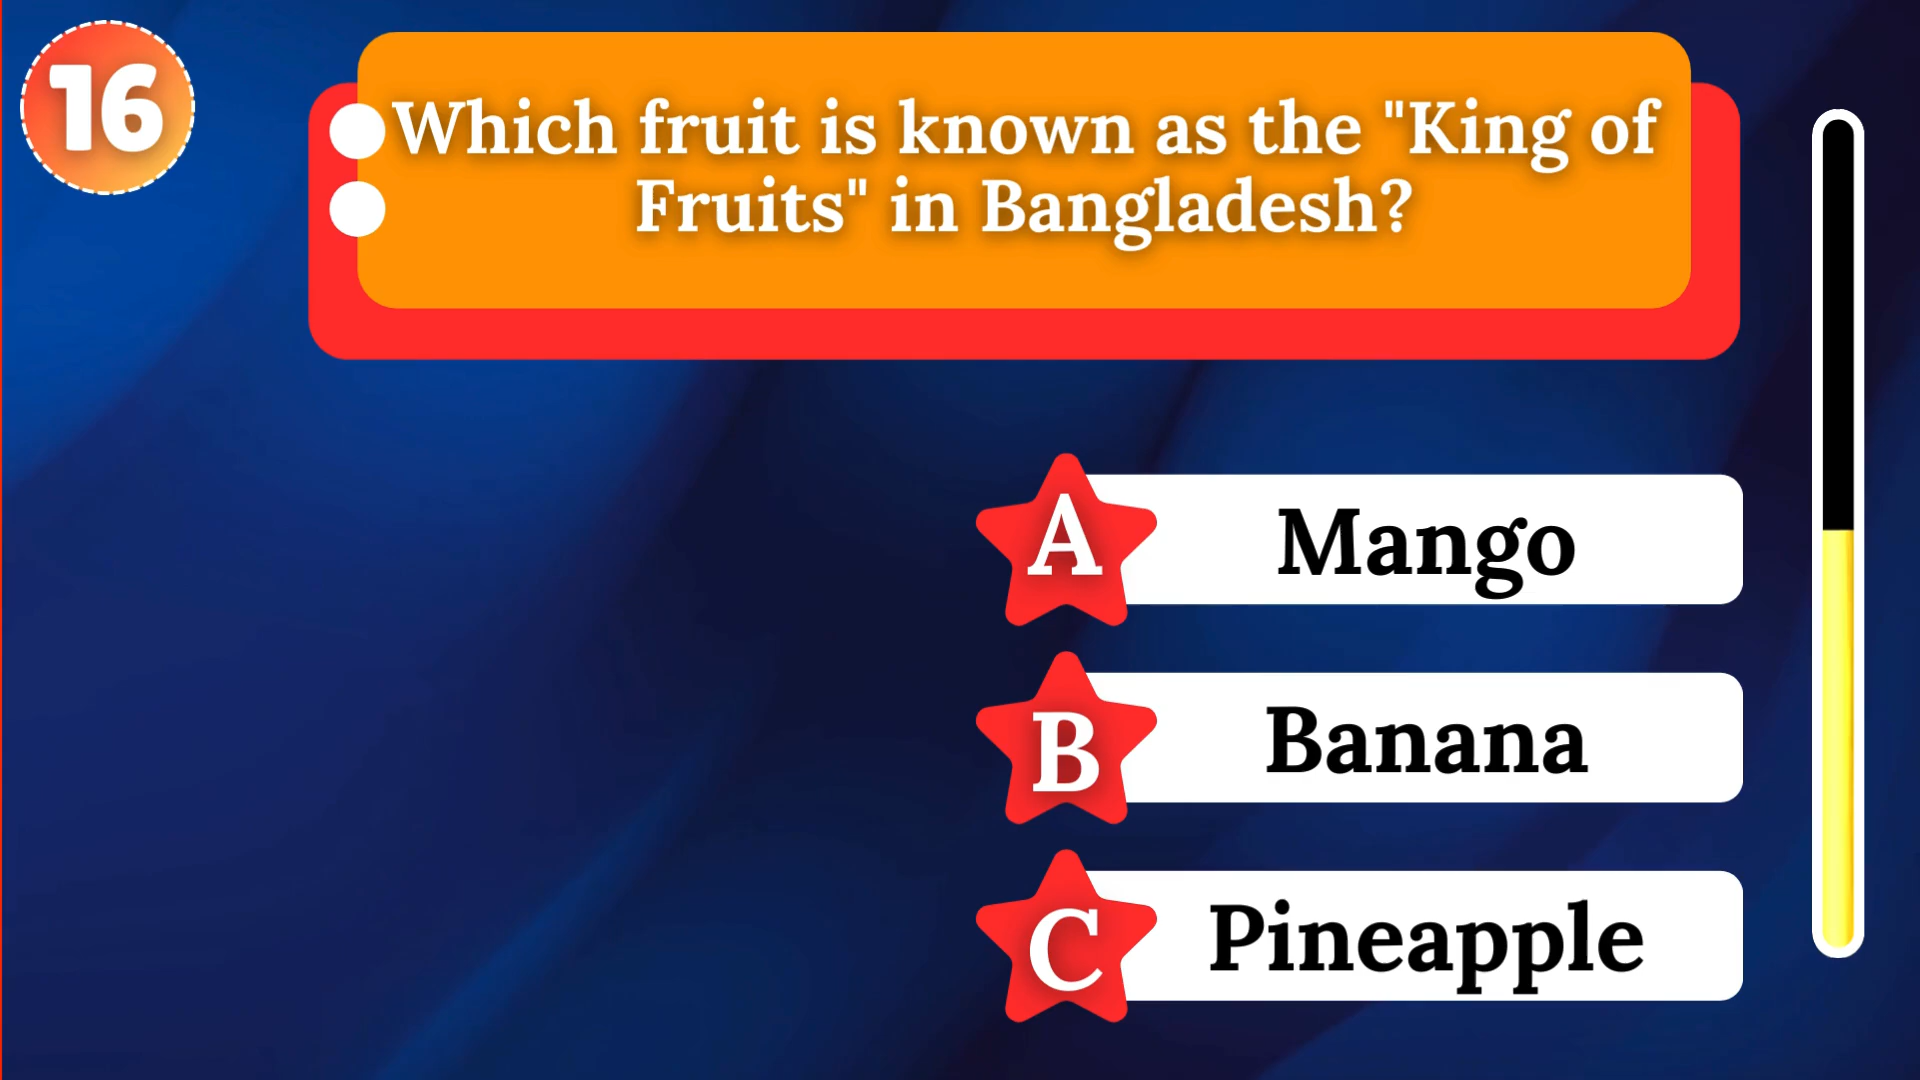 16
Which fruit is known as the "King of
Fruits" in Bangladesh?
A Mango
B Banana
C Pineapple